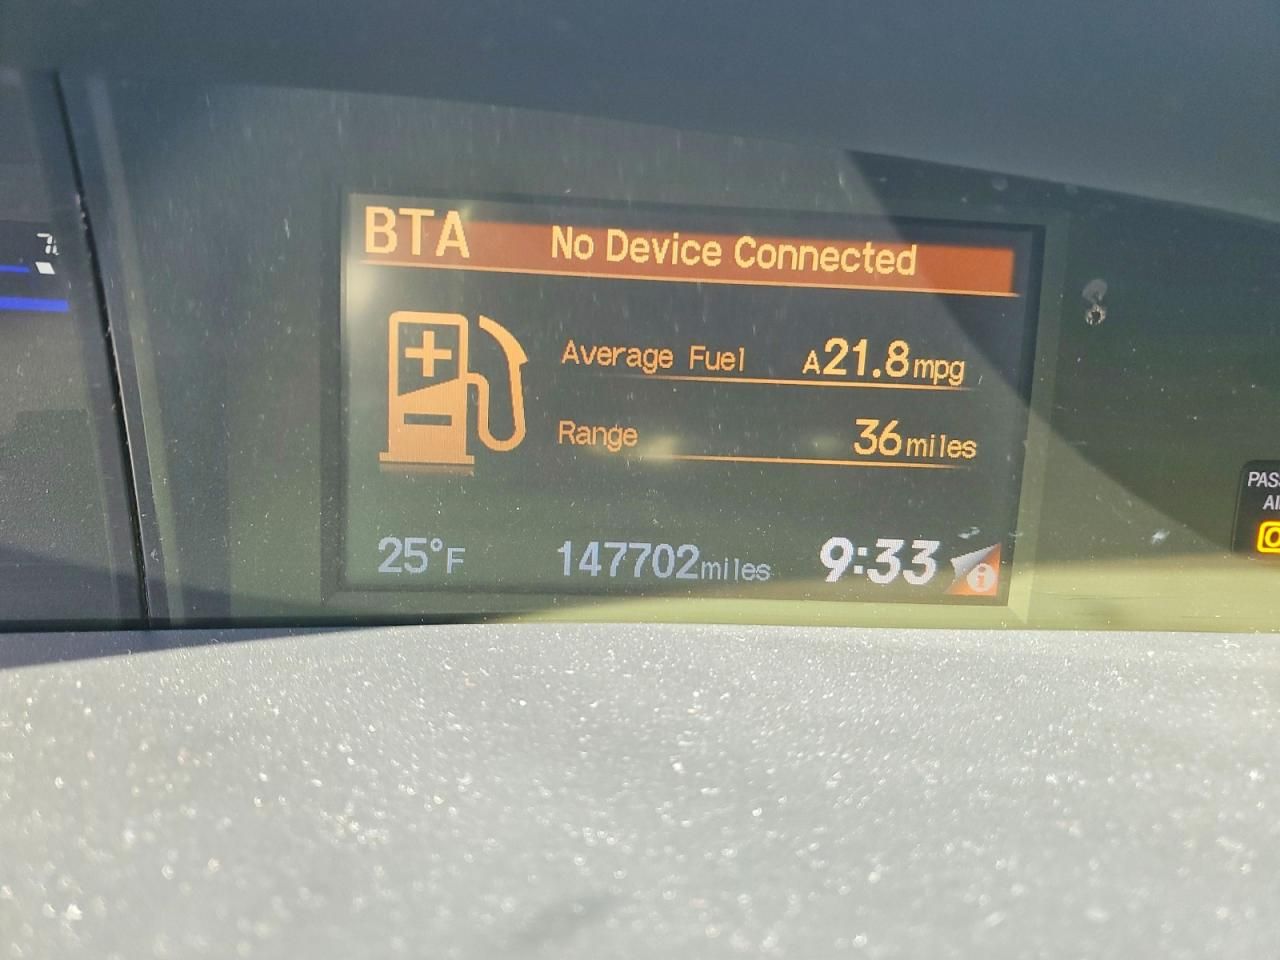 BTA No Device Connected
Average Fuel A21.8mpg
Range 36miles
25°F 147702miles 9:33